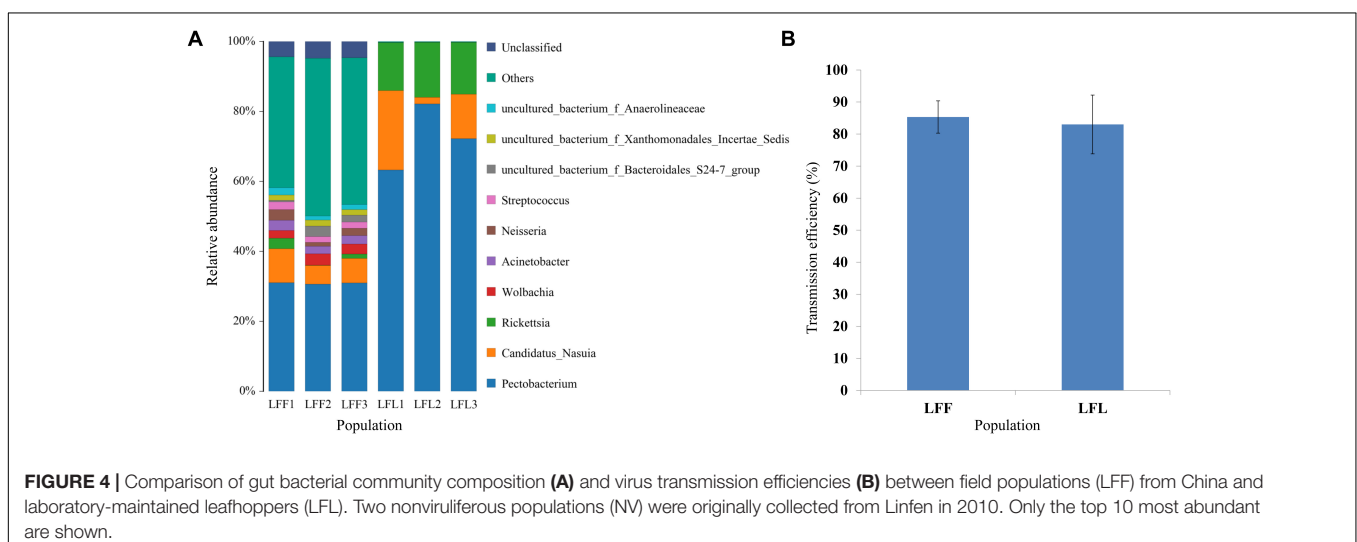 A
100%
80%
60%
40%
20%
0%
Relative abundance
LFF1 LFF2 LFF3 LFL1 LFL2 LFL3
Population
Unclassified
Others
uncultured_bacterium_f_Anaerolineaceae
uncultured_bacterium_f_Xanthomonadales_Incertae_Sedis
uncultured_bacterium_f_Bacteroidales_S24-7_group
Streptococcus
Neisseria
Acinetobacter
Wolbachia
Rickettsia
Candidatus_Nasuia
Pectobacterium
B
100
90
80
70
60
50
40
30
20
10
0
Transmission efficiency (%)
LFF LFL
Population
FIGURE 4 | Comparison of gut bacterial community composition (A) and virus transmission efficiencies (B) between field populations (LFF) from China and
laboratory-maintained leafhoppers (LFL). Two nonviruliferous populations (NV) were originally collected from Linfen in 2010. Only the top 10 most abundant
are shown.